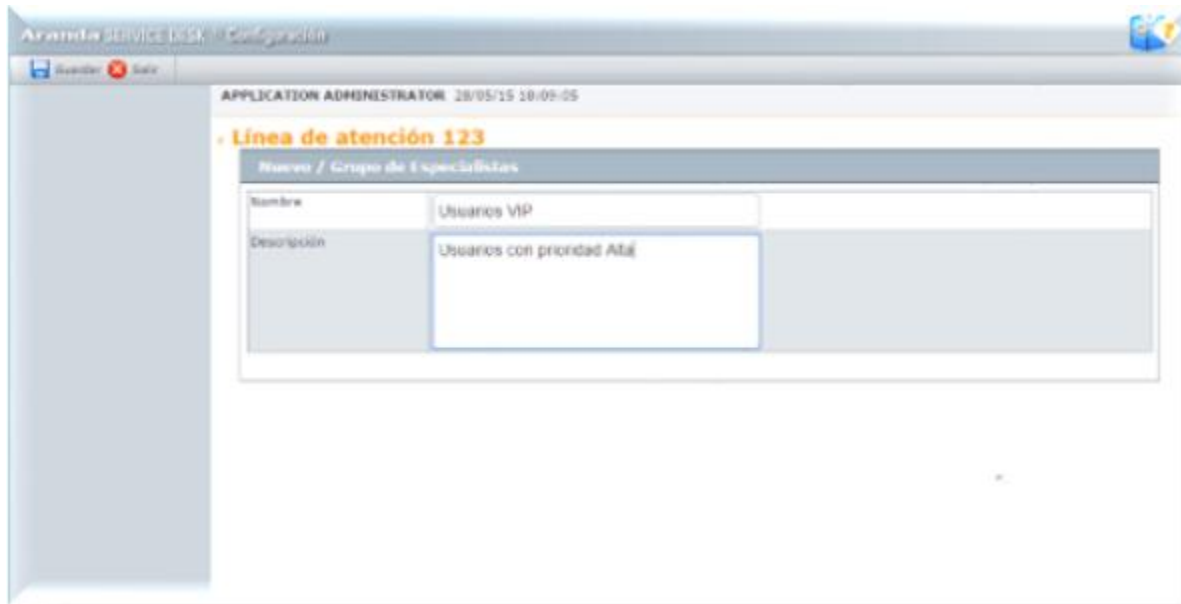 Aranda SERVICE DESK / Configuración
Guardar Salir
APPLICATION ADMINISTRATOR 28/05/15 18:09:05
Línea de atención 123
Nuevo / Grupo de Especialistas
Nombre
Usuarios VIP
Descripción
Usuarios con prioridad Alta